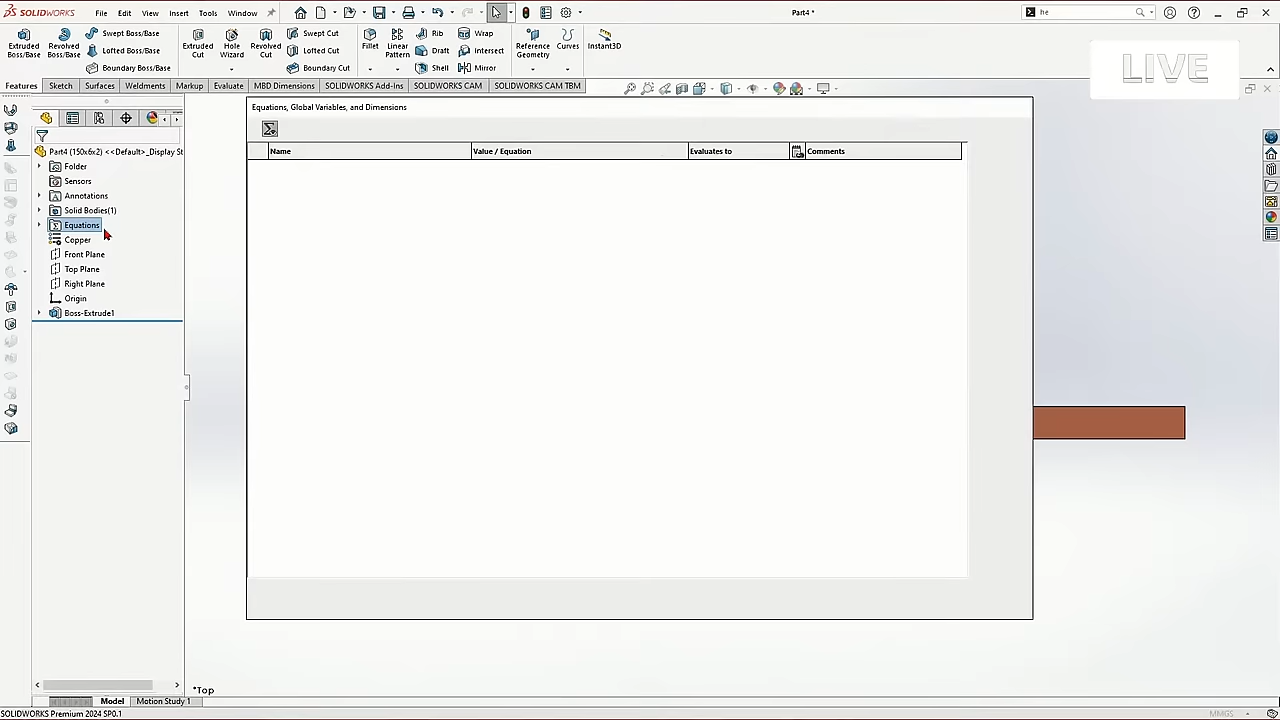 SOLIDWORKS File Edit View Insert Tools Window Part4 * he
Extruded Boss/Base
Revolved Boss/Base
Swept Boss/Base
Lofted Boss/Base
Boundary Boss/Base
Extruded Cut
Hole Wizard
Revolved Cut
Swept Cut
Lofted Cut
Boundary Cut
Fillet
Linear Pattern
Rib
Draft
Shell
Wrap
Intersect
Mirror
Reference Geometry
Curves
Instant3D
LIVE
Features Sketch Surfaces Weldments Markup Evaluate MBD Dimensions SOLIDWORKS Add-Ins SOLIDWORKS CAM SOLIDWORKS CAM TBM
Equations, Global Variables, and Dimensions
Name Value / Equation Evaluates to Comments
Part4 (150x6x2) <<Default>_Display St
Folder
Sensors
Annotations
Solid Bodies(1)
Equations
Copper
Front Plane
Top Plane
Right Plane
Origin
Boss-Extrude1
*Top
Model Motion Study 1
SOLIDWORKS Premium 2024 SP0.1 MMGS